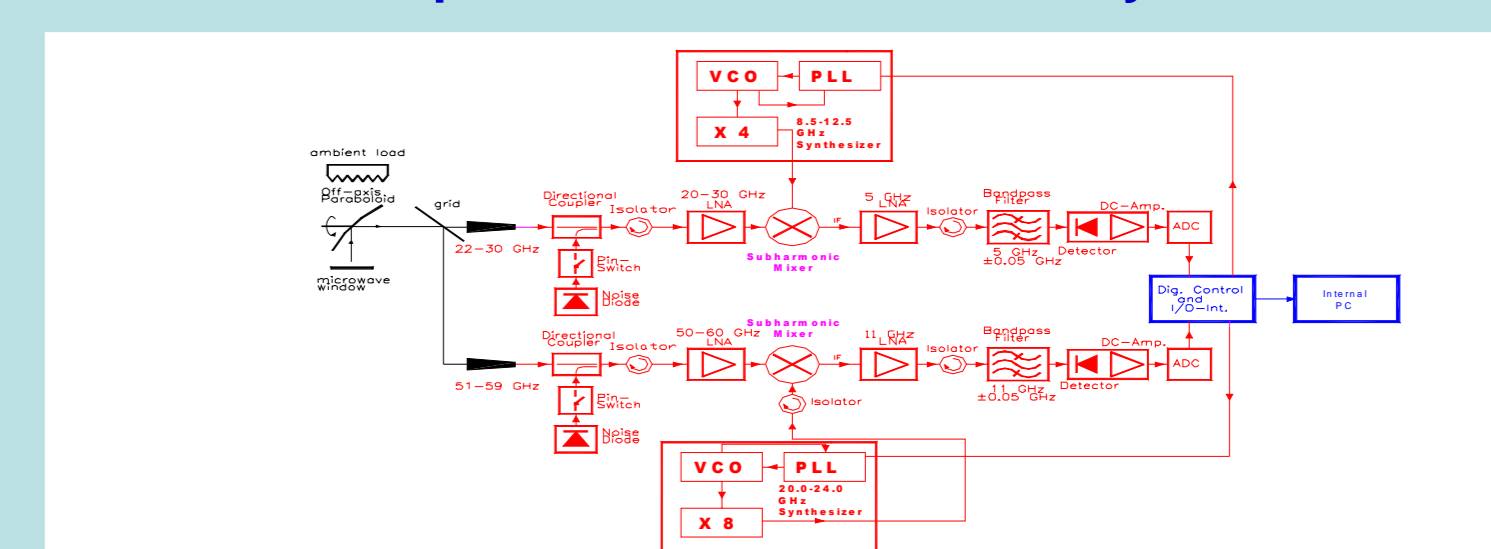 VCO
PLL
X 4
8.5-12.5
GHz
Synthesizer
ambient load
Off-axis
Paraboloid
grid
microwave
window
22-30 GHz
Directional
Coupler
Isolator
Pin-
Switch
Noise
Diode
20-30 GHz
LNA
Subharmonic
Mixer
IF
5 GHz
LNA
Isolator
Bandpass
Filter
5 GHz
±0.05 GHz
DC-Amp.
Detector
ADC
Dig. Control
and
I/O-Int.
Internal
PC
51-59 GHz
Directional
Coupler
Isolator
Pin-
Switch
Noise
Diode
50-60 GHz
LNA
Subharmonic
Mixer
Isolator
IF
11 GHz
LNA
Isolator
Bandpass
Filter
11 GHz
±0.05 GHz
DC-Amp.
Detector
ADC
VCO
PLL
20.0-24.0
GHz
Synthesizer
X 8